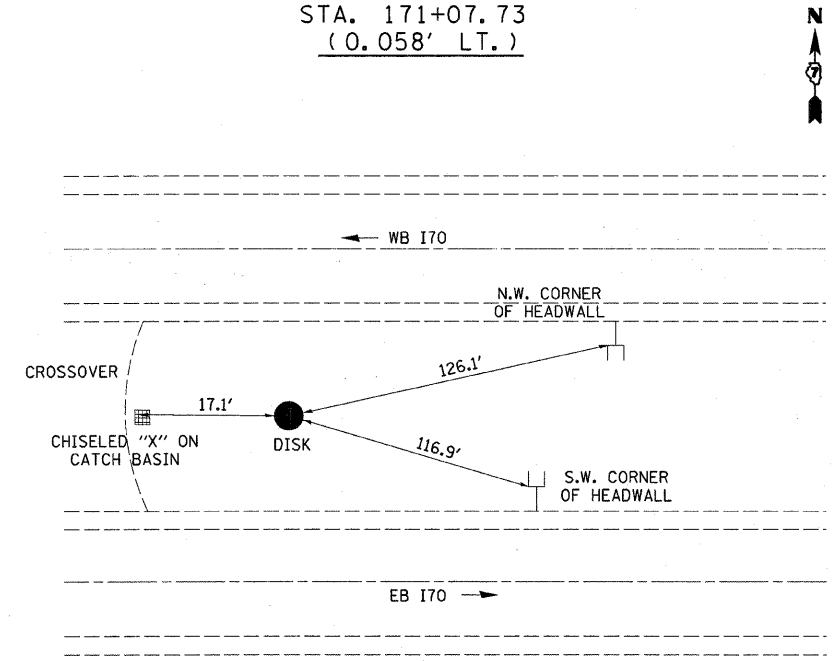 STA. 171+07.73
(0.058' LT.)
N
7
WB I70
N.W. CORNER
OF HEADWALL
CROSSOVER
126.1'
17.1'
CHISELED "X" ON
CATCH BASIN
DISK
116.9'
S.W. CORNER
OF HEADWALL
EB I70